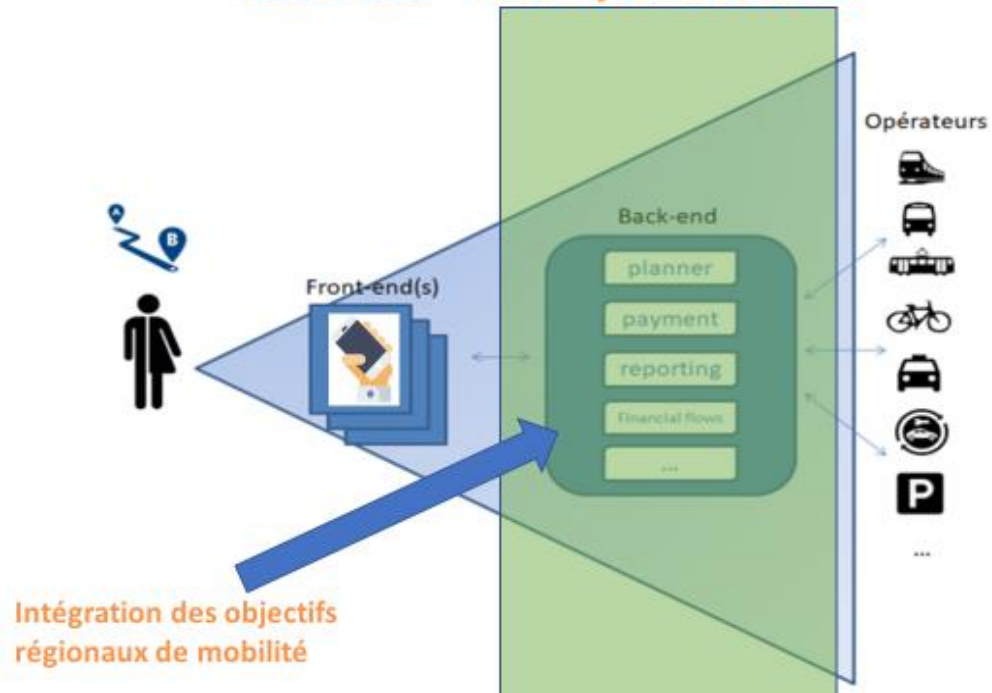 Opérateurs
Back-end
planner
payment
reporting
Financial flows
...
Front-end(s)
A
B
P
...
Intégration des objectifs
régionaux de mobilité